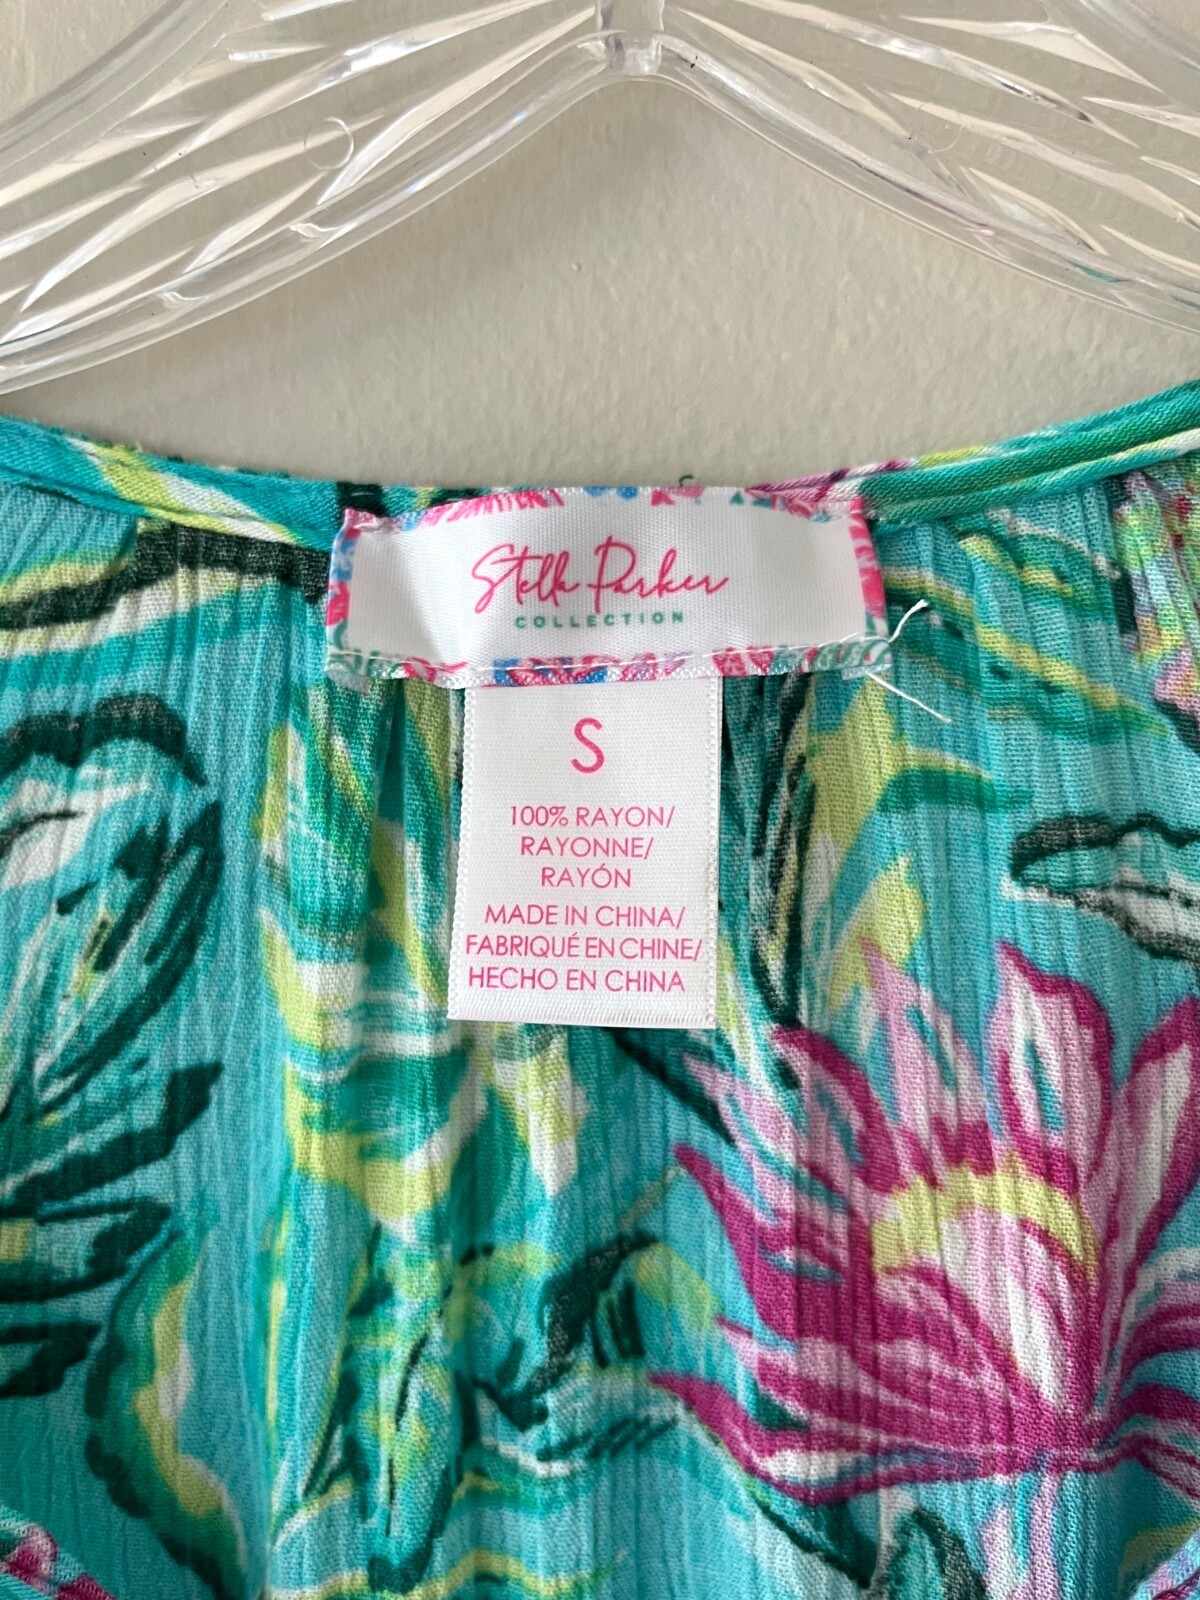 Stella Parker
COLLECTION
S
100% RAYON/
RAYONNE/
RAYÓN
MADE IN CHINA/
FABRIQUÉ EN CHINE/
HECHO EN CHINA